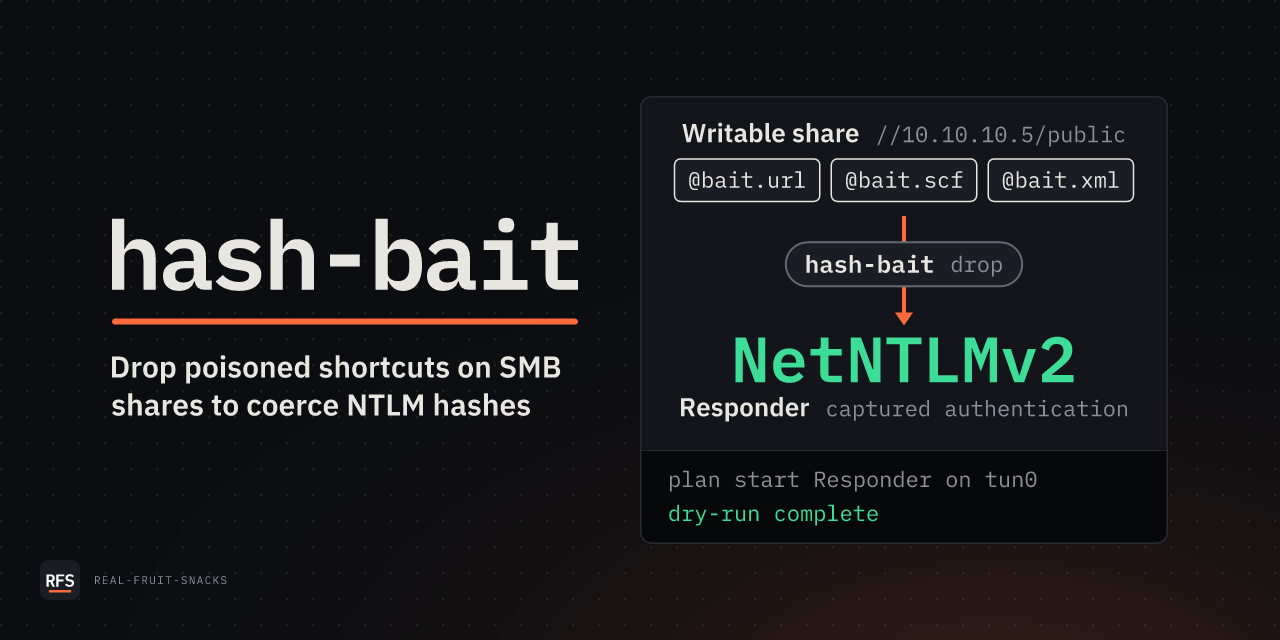 hash-bait
Drop poisoned shortcuts on SMB
shares to coerce NTLM hashes
Writable share //10.10.10.5/public
@bait.url @bait.scf @bait.xml
hash-bait drop
NetNTLMv2
Responder captured authentication
plan start Responder on tun0
dry-run complete
RFS REAL-FRUIT-SNACKS